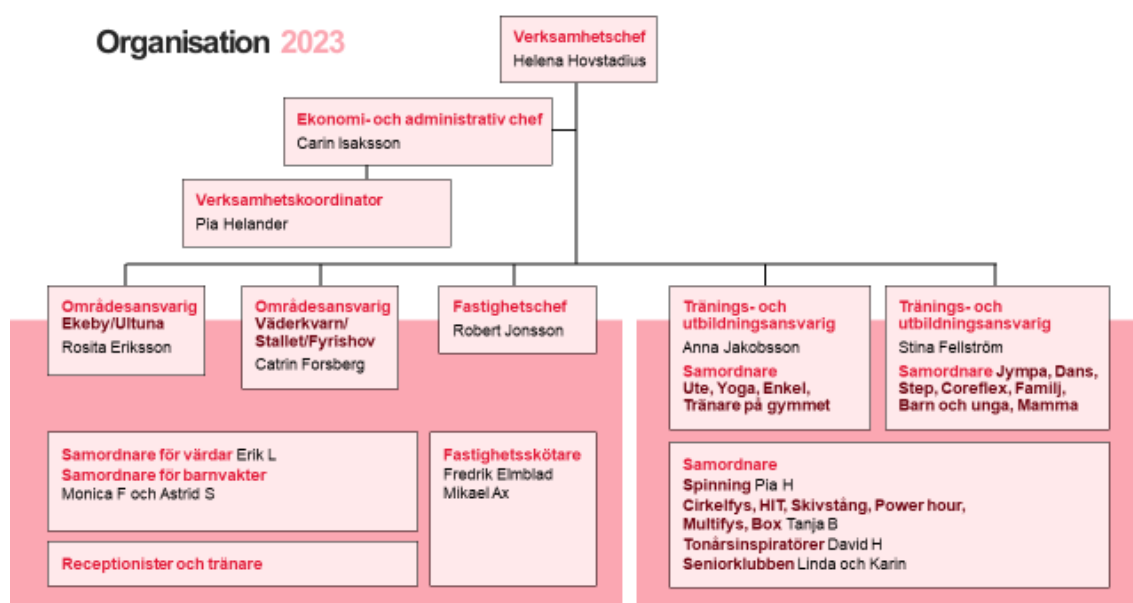 Organisation 2023
Verksamhetschef
Helena Hovstadius
Ekonomi- och administrativ chef
Carin Isaksson
Verksamhetskoordinator
Pia Helander
Områdesansvarig
Ekeby/Ultuna
Rosita Eriksson
Områdesansvarig
Väderkvarn/
Stallet/Fyrishov
Catrin Forsberg
Fastighetschef
Robert Jonsson
Tränings- och
utbildningsansvarig
Anna Jakobsson
Samordnare
Ute, Yoga, Enkel,
Tränare på gymmet
Tränings- och
utbildningsansvarig
Stina Fellström
Samordnare Jympa, Dans,
Step, Coreflex, Familj,
Barn och unga, Mamma
Samordnare för värdar Erik L
Samordnare för barnvakter
Monica F och Astrid S
Receptionister och tränare
Fastighetsskötare
Fredrik Elmblad
Mikael Ax
Samordnare
Spinning Pia H
Cirkelfys, HIT, Skivstång, Power hour,
Multifys, Box Tanja B
Tonårsinspiratörer David H
Seniorklubben Linda och Karin